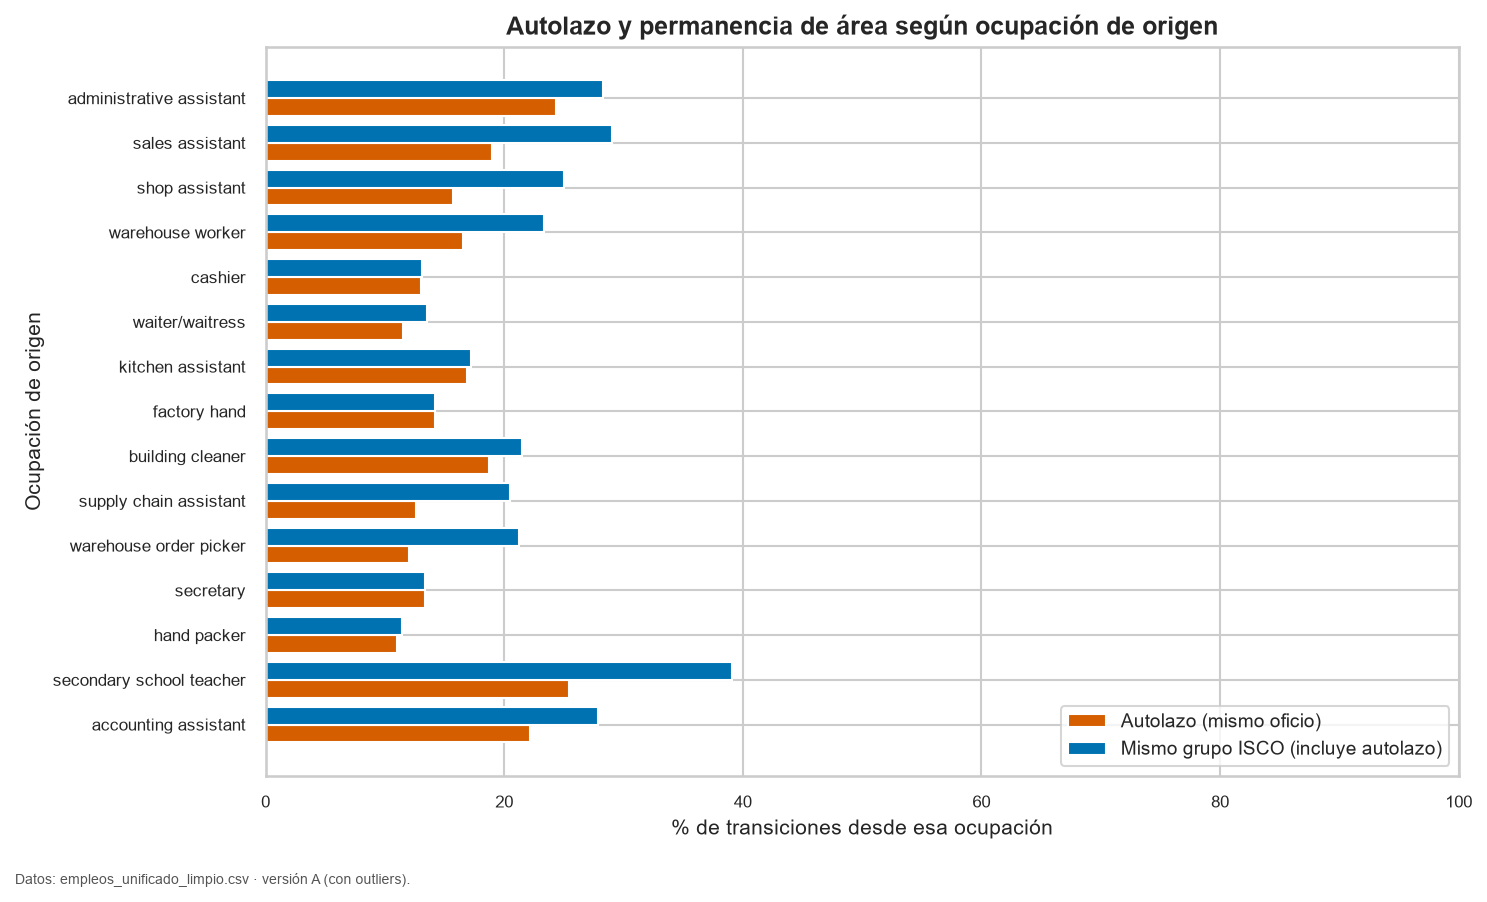 Autolazo y permanencia de área según ocupación de origen
Ocupación de origen
administrative assistant
sales assistant
shop assistant
warehouse worker
cashier
waiter/waitress
kitchen assistant
factory hand
building cleaner
supply chain assistant
warehouse order picker
secretary
hand packer
secondary school teacher
accounting assistant
Autolazo (mismo oficio)
Mismo grupo ISCO (incluye autolazo)
0 20 40 60 80 100
% de transiciones desde esa ocupación
Datos: empleos_unificado_limpio.csv · versión A (con outliers).